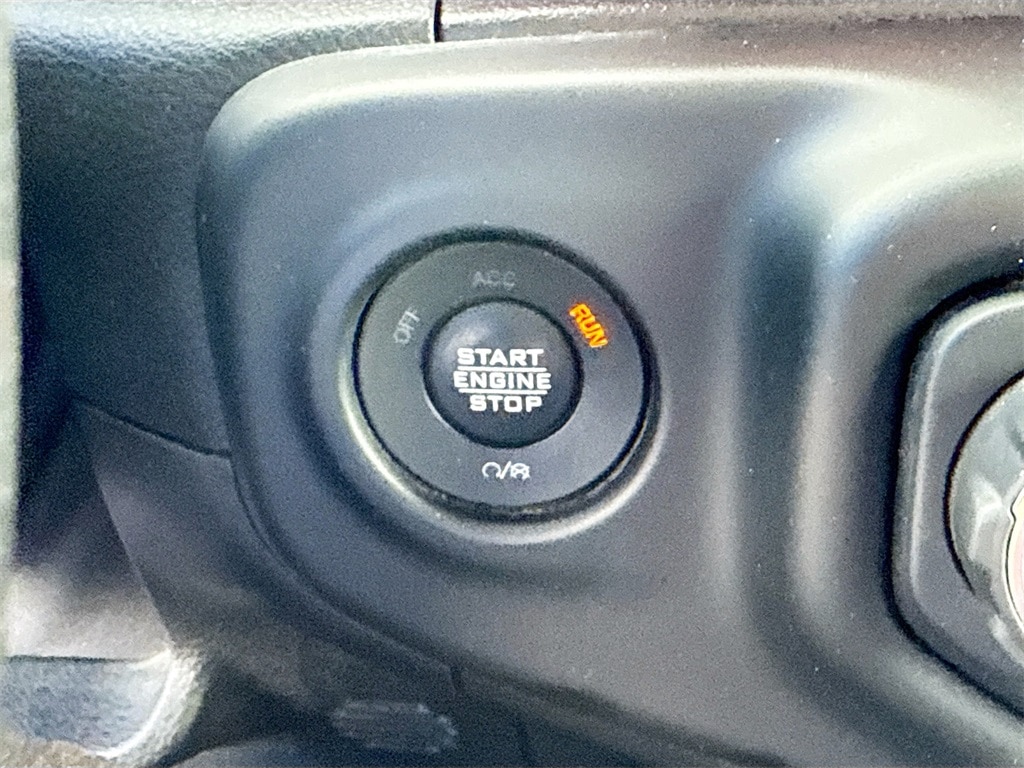 ACC
OFF
RUN
START
ENGINE
STOP